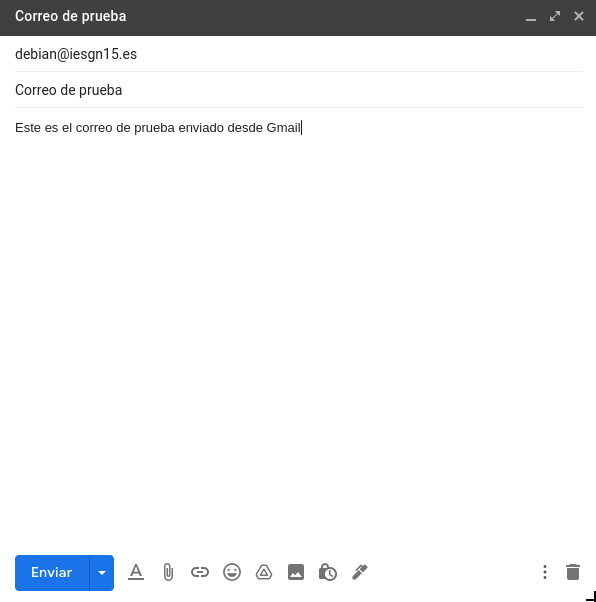 Correo de prueba
debian@iesgn15.es
Correo de prueba
Este es el correo de prueba enviado desde Gmail
Enviar